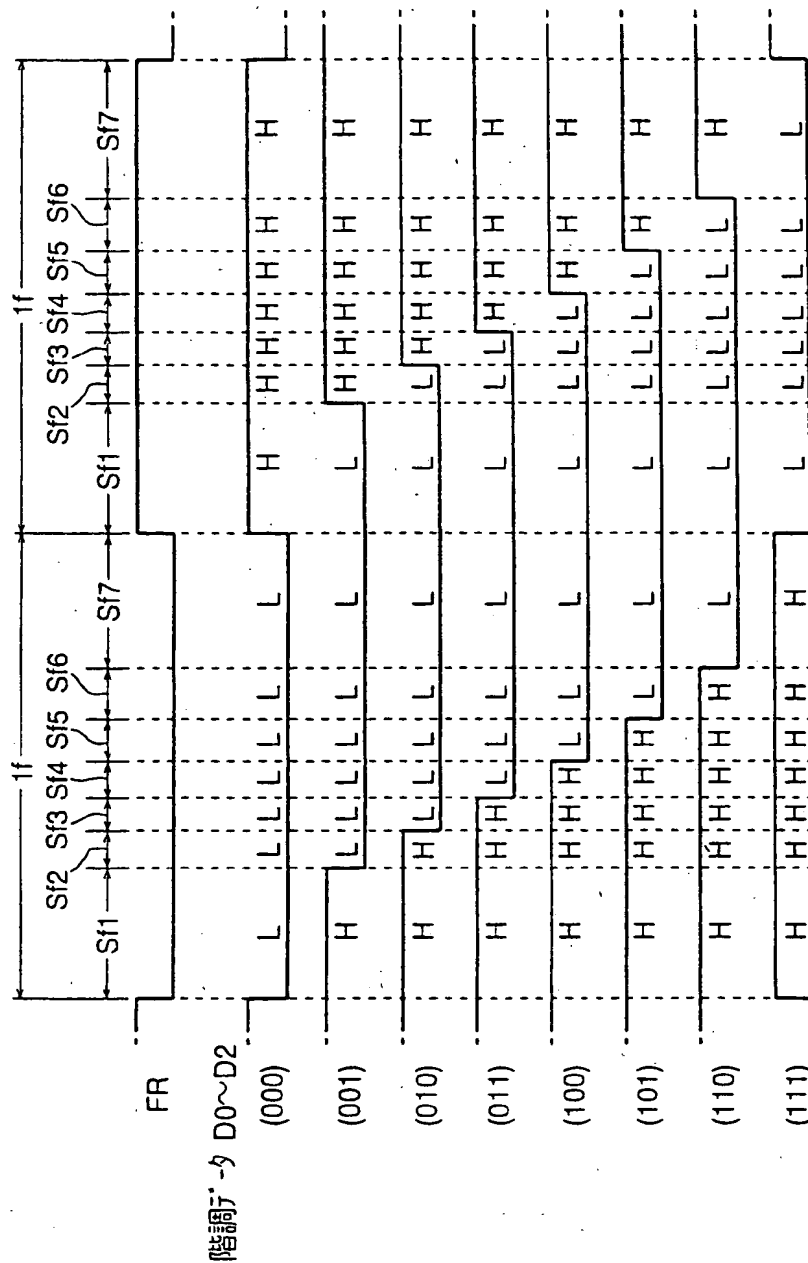 1f 1f
Sf1 Sf2 Sf3 Sf4 Sf5 Sf6 Sf7 Sf1 Sf2 Sf3 Sf4 Sf5 Sf6 Sf7
FR
階調データ D0~D2
(000) L L L L L L L H H H H H H H
(001) H L L L L L L L H H H H H H
(010) H H L L L L L L L H H H H H
(011) H H H L L L L L L L H H H H
(100) H H H H L L L L L L L H H H
(101) H H H H H L L L L L L L H H
(110) H H H H H H L L L L L L L H
(111) H H H H H H H L L L L L L L